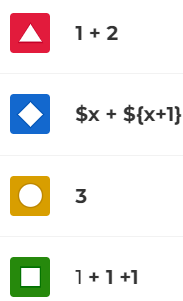 1 + 2
$x + ${x+1}
3
1 + 1 +1